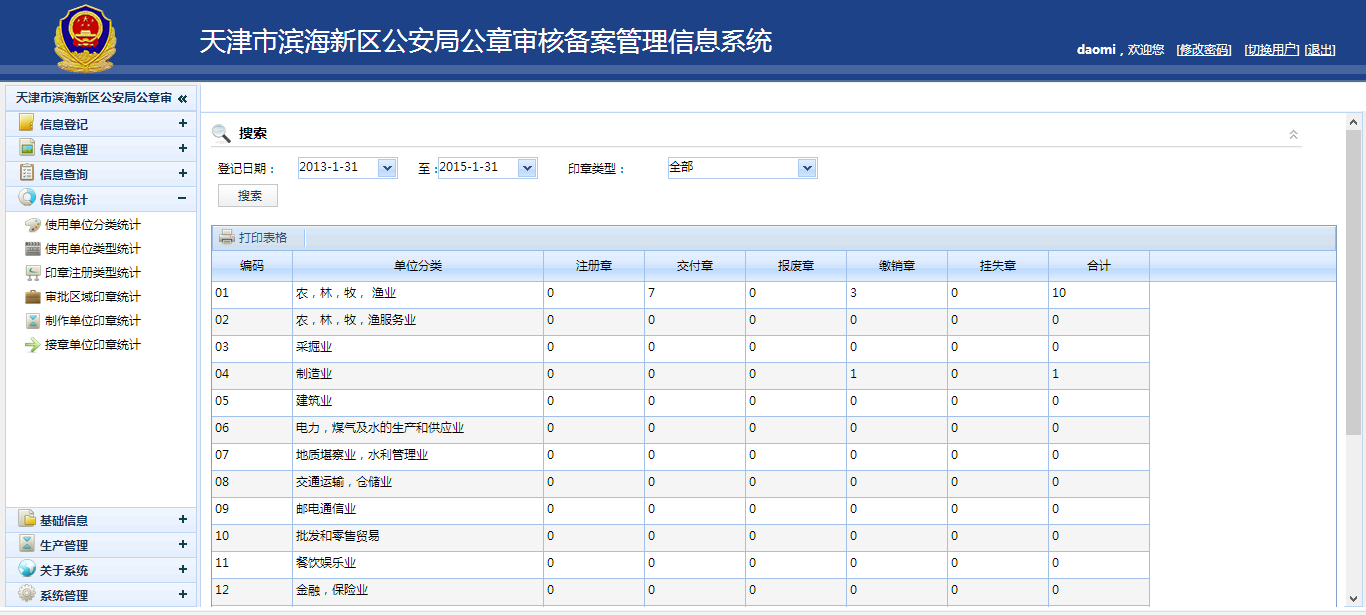 天津市滨海新区公安局公章审核备案管理信息系统
daomi，欢迎您 [修改密码] [切换用户] [退出]
天津市滨海新区公安局公章审 «
信息登记 +
信息管理 +
信息查询 +
信息统计 −
使用单位分类统计
使用单位类型统计
印章注册类型统计
审批区域印章统计
制作单位印章统计
接章单位印章统计
基础信息 +
生产管理 +
关于系统 +
系统管理 +
搜索
登记日期： 2013-1-31 至：2015-1-31 印章类型： 全部
搜索
打印表格
编码 单位分类 注册章 交付章 报废章 缴销章 挂失章 合计
01 农，林，牧， 渔业 0 7 0 3 0 10
02 农，林，牧，渔服务业 0 0 0 0 0 0
03 采掘业 0 0 0 0 0 0
04 制造业 0 0 0 1 0 1
05 建筑业 0 0 0 0 0 0
06 电力，煤气及水的生产和供应业 0 0 0 0 0 0
07 地质堪察业，水利管理业 0 0 0 0 0 0
08 交通运输，仓储业 0 0 0 0 0 0
09 邮电通信业 0 0 0 0 0 0
10 批发和零售贸易 0 0 0 0 0 0
11 餐饮娱乐业 0 0 0 0 0 0
12 金融，保险业 0 0 0 0 0 0